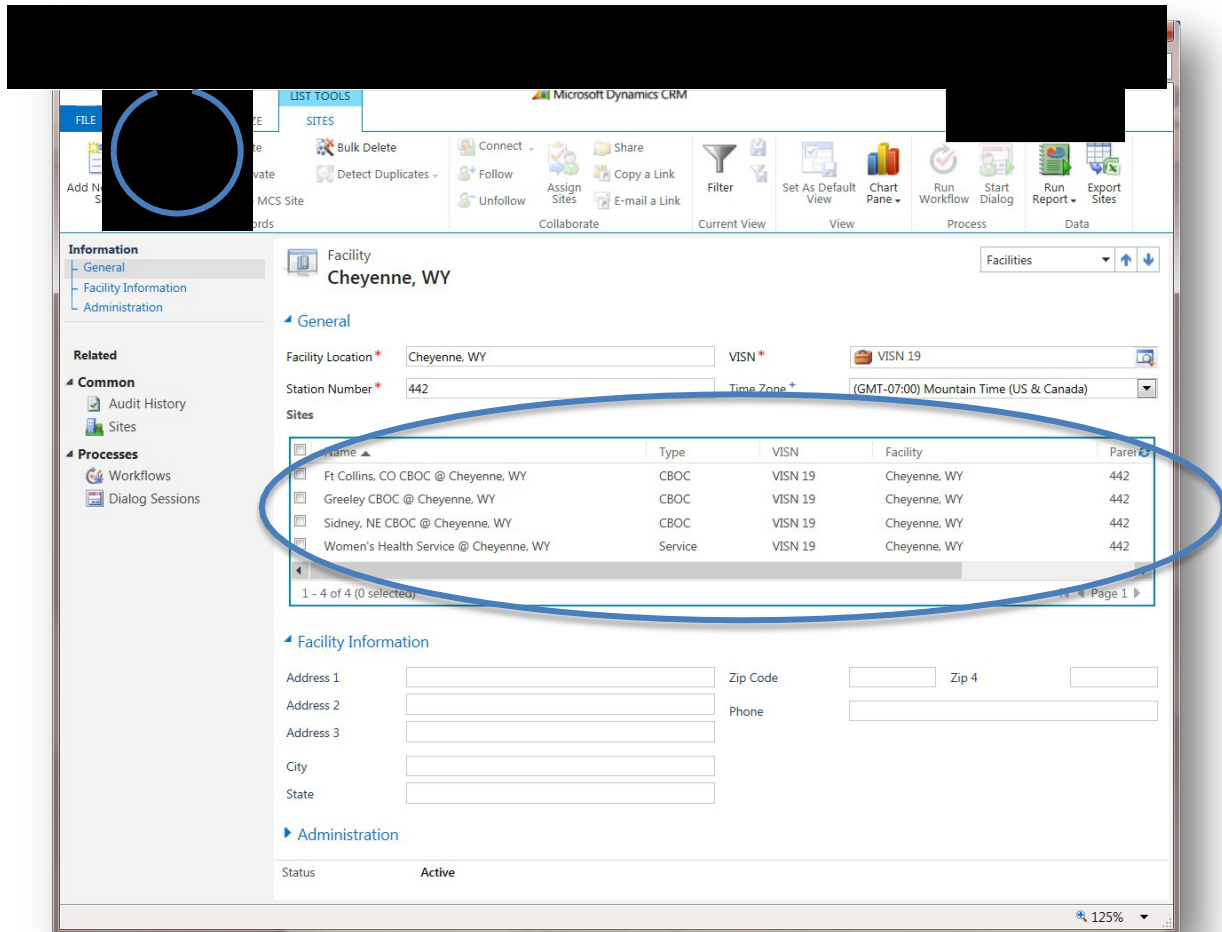 LIST TOOLS
Microsoft Dynamics CRM
FILE
ZE
SITES
Bulk Delete
Connect
Share
Detect Duplicates
Follow
Copy a Link
Unfollow
E-mail a Link
Add
MCS Site
Assign Sites
Filter
Set As Default View
Chart Pane
Run Workflow
Start Dialog
Run Report
Export Sites
Collaborate
Current View
View
Process
Data
Information
General
Facility Information
Administration
Related
Common
Audit History
Sites
Processes
Workflows
Dialog Sessions
Facility
Cheyenne, WY
Facilities
General
Facility Location * Cheyenne, WY VISN * VISN 19
Station Number * 442 Time Zone + (GMT-07:00) Mountain Time (US & Canada)
Sites
Name Type VISN Facility
Ft Collins, CO CBOC @ Cheyenne, WY CBOC VISN 19 Cheyenne, WY 442
Greeley CBOC @ Cheyenne, WY CBOC VISN 19 Cheyenne, WY 442
Sidney, NE CBOC @ Cheyenne, WY CBOC VISN 19 Cheyenne, WY 442
Women's Health Service @ Cheyenne, WY Service VISN 19 Cheyenne, WY 442
1 - 4 of 4 (0 selected) Page 1
Facility Information
Address 1 Zip Code Zip 4
Address 2
Phone
Address 3
City
State
Administration
Status Active
125%